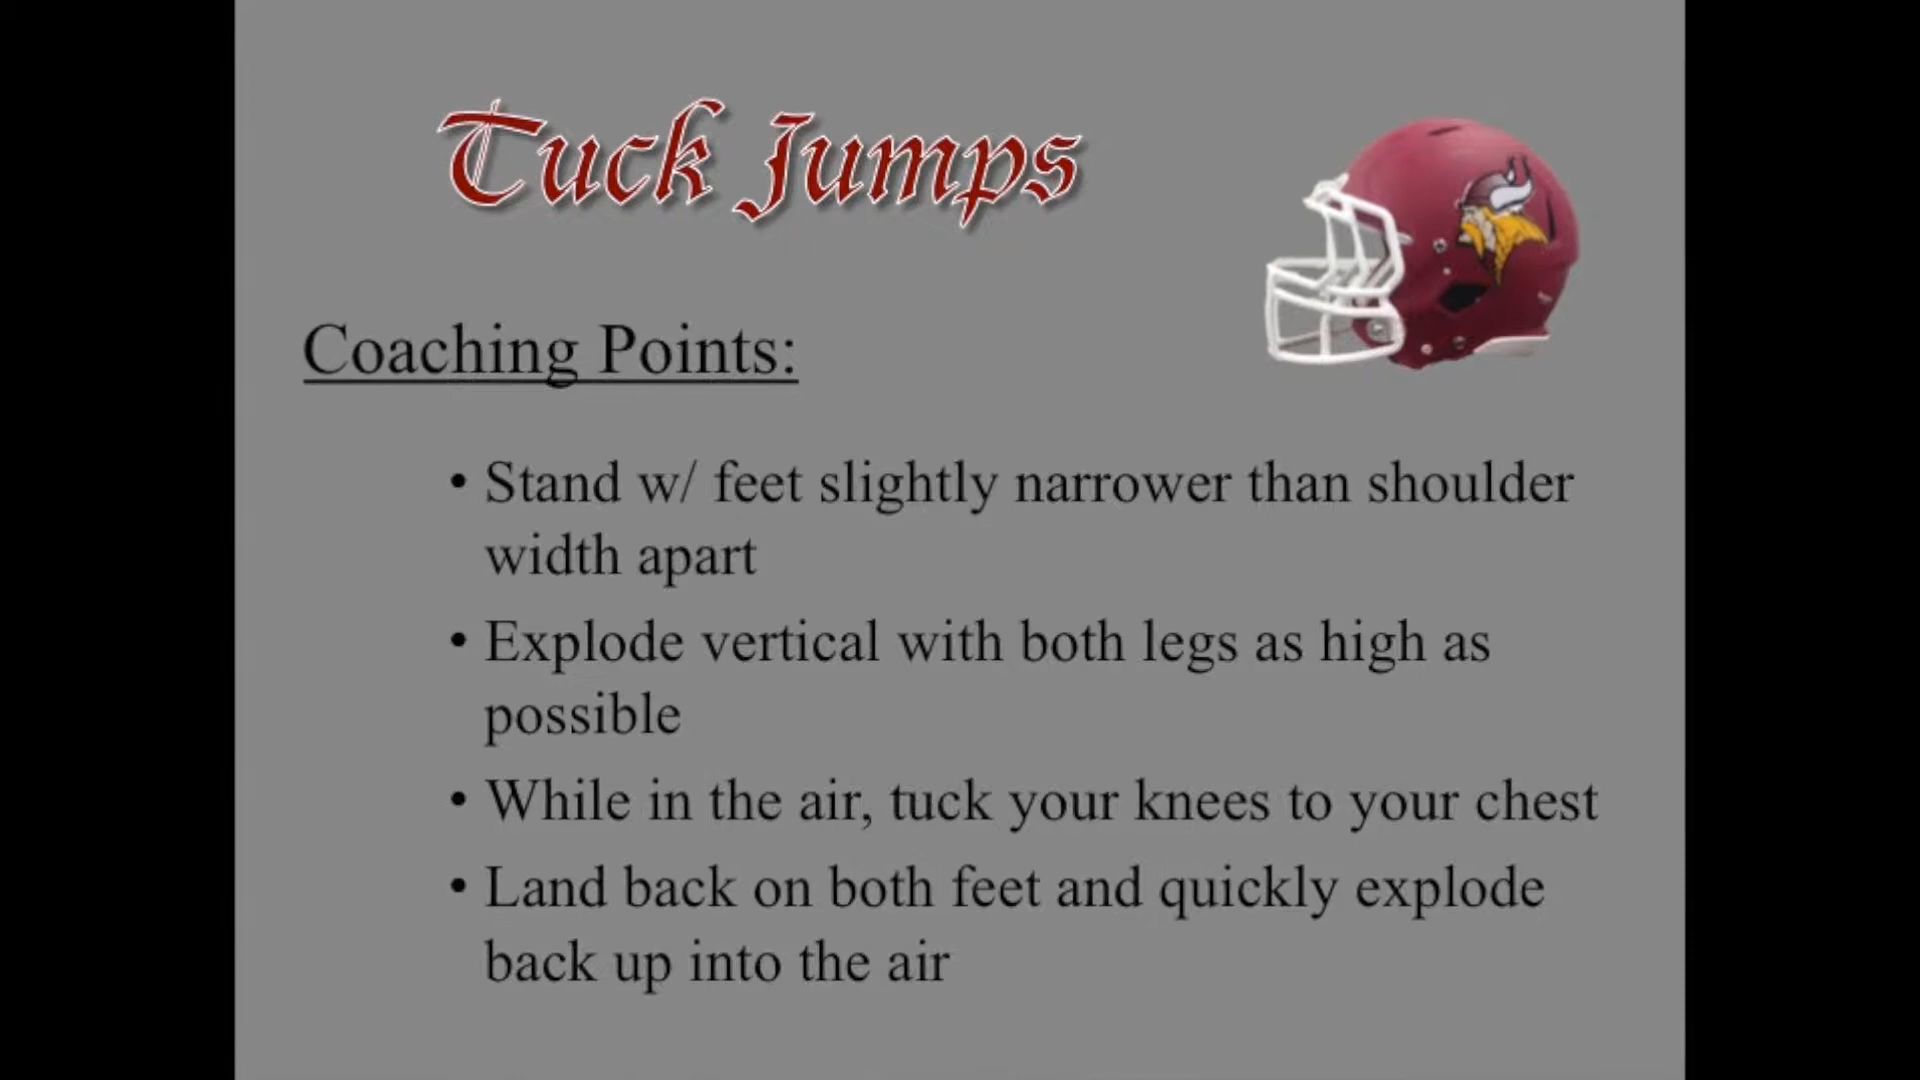 Tuck Jumps
Coaching Points:
• Stand w/ feet slightly narrower than shoulder
width apart
• Explode vertical with both legs as high as
possible
• While in the air, tuck your knees to your chest
• Land back on both feet and quickly explode
back up into the air